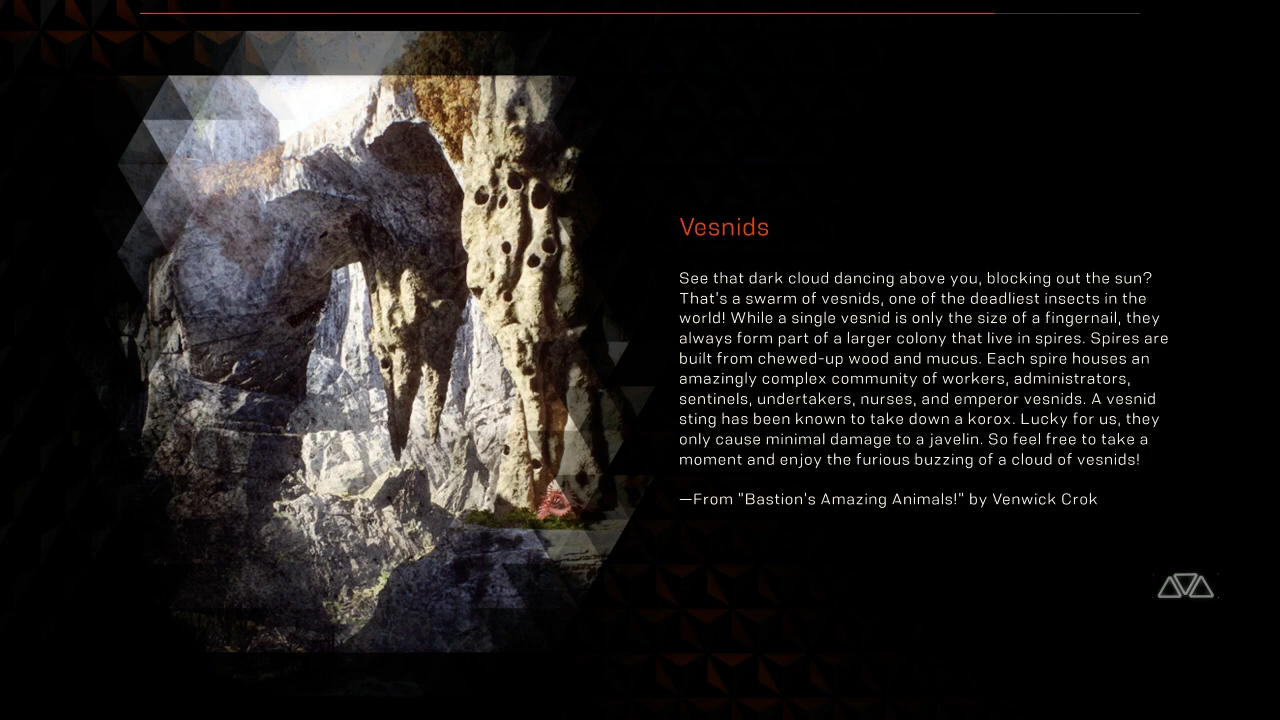 Vesnids
See that dark cloud dancing above you, blocking out the sun?
That's a swarm of vesnids, one of the deadliest insects in the
world! While a single vesnid is only the size of a fingernail, they
always form part of a larger colony that live in spires. Spires are
built from chewed-up wood and mucus. Each spire houses an
amazingly complex community of workers, administrators,
sentinels, undertakers, nurses, and emperor vesnids. A vesnid
sting has been known to take down a korox. Lucky for us, they
only cause minimal damage to a javelin. So feel free to take a
moment and enjoy the furious buzzing of a cloud of vesnids!
—From "Bastion's Amazing Animals!" by Venwick Crok